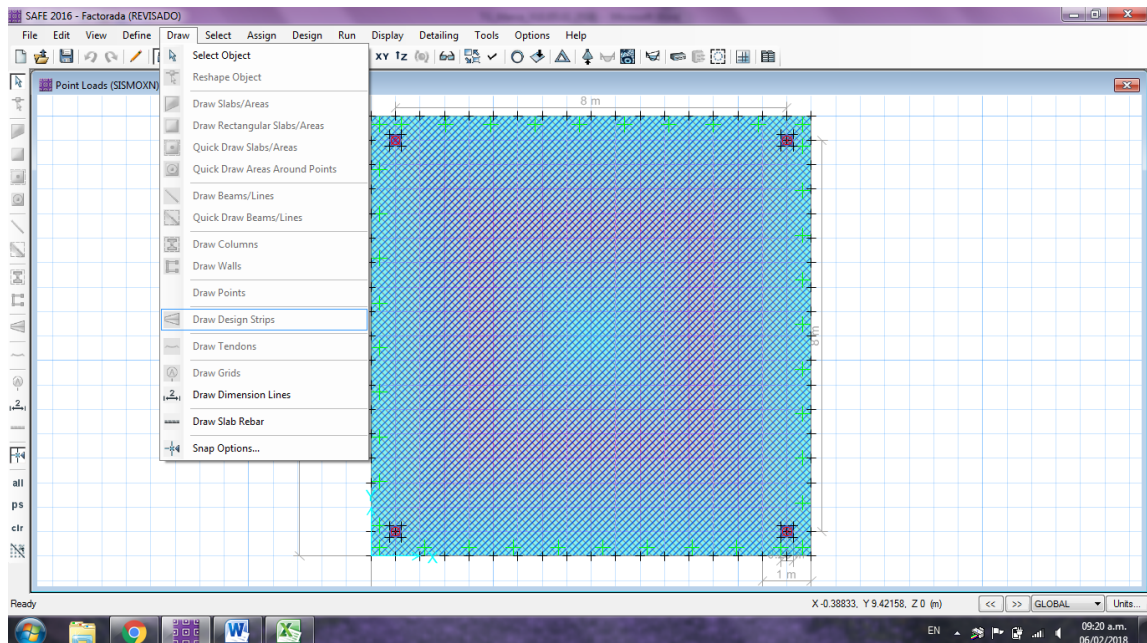 SAFE 2016 - Factorada (REVISADO)
File Edit View Define Draw Select Assign Design Run Display Detailing Tools Options Help
Select Object
XY 1Z
Reshape Object
Point Loads (SISMOXN)
8 m
Draw Slabs/Areas
Draw Rectangular Slabs/Areas
Quick Draw Slabs/Areas
Quick Draw Areas Around Points
Draw Beams/Lines
Quick Draw Beams/Lines
Draw Columns
Draw Walls
Draw Points
Draw Design Strips
8 m
Draw Tendons
Draw Grids
Draw Dimension Lines
Draw Slab Rebar
Snap Options...
all
ps
clr
X
Y
1 m
Ready
X -0.38833, Y 9.42158, Z 0 (m)
<< >> GLOBAL Units...
EN
09:20 a.m.
06/02/2018